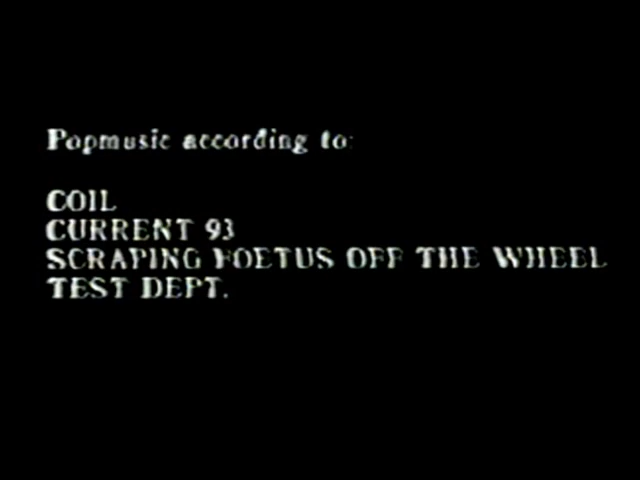 Popmusic according to:
COIL
CURRENT 93
SCRAPING FOETUS OFF THE WHEEL
TEST DEPT.